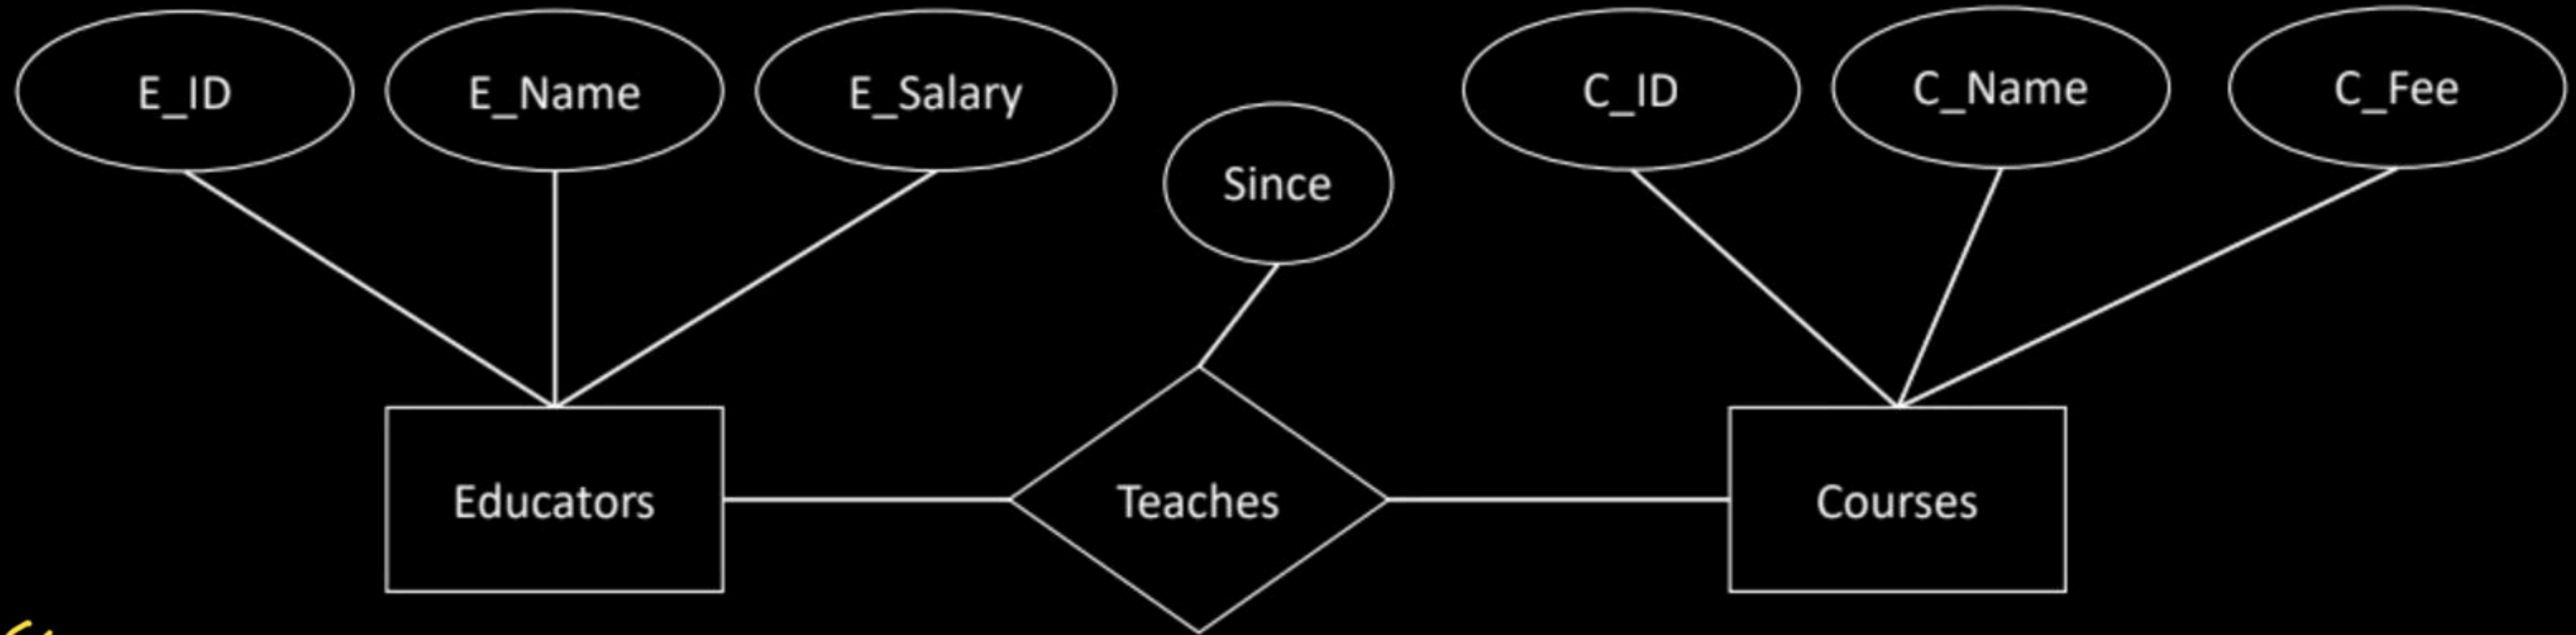 E_ID
E_Name
E_Salary
Since
C_ID
C_Name
C_Fee
Educators
Teaches
Courses